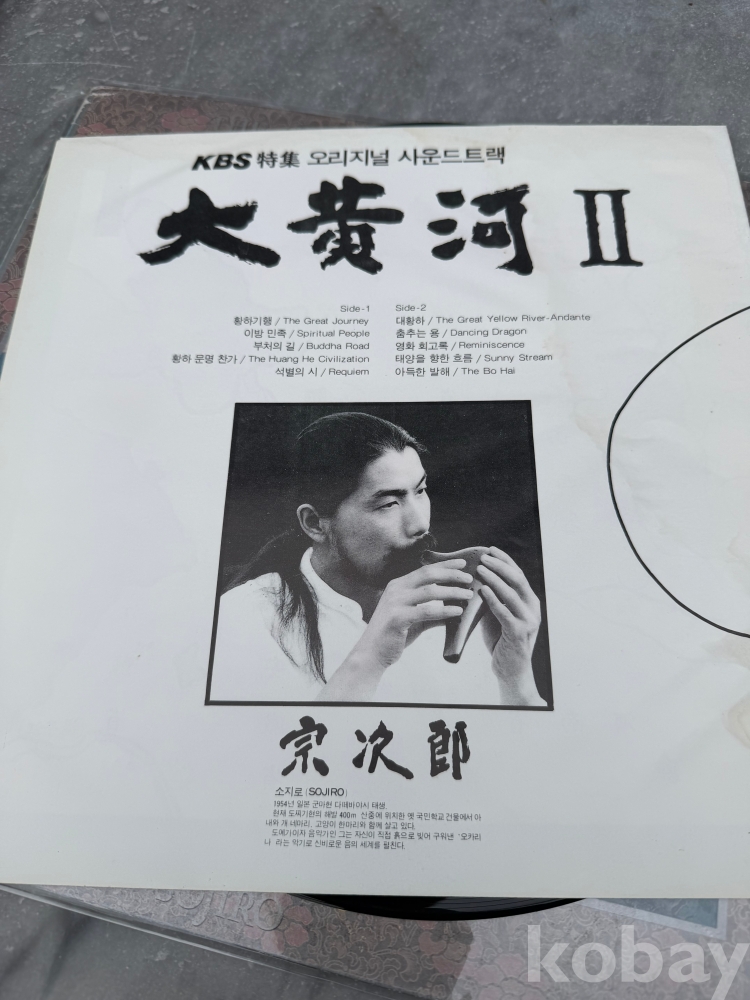 KBS 特集 오리지널 사운드트랙
大黄河 II
Side-1
황하기행 / The Great Journey
이방 민족 / Spiritual People
부처의 길 / Buddha Road
황하 문명 찬가 / The Huang He Civilization
석별의 시 / Requiem
Side-2
대황하 / The Great Yellow River-Andante
춤추는 용 / Dancing Dragon
영화 회고록 / Reminiscence
태양을 향한 흐름 / Sunny Stream
아득한 발해 / The Bo Hai
宗次郎
소지로 (SOJIRO)
1954년 일본 군마현 다떼바야시 태생.
현재 도찌기현의 해발 400m 산중에 위치한 옛 국민학교 건물에서 아
내와 개 네마리, 고양이 한마리와 함께 살고 있다.
도예가이자 음악가인 그는 자신이 직접 흙으로 빚어 구워낸 '오카리
나'라는 악기로 신비로운 음의 세계를 펼친다.
SOJIRO
kobay